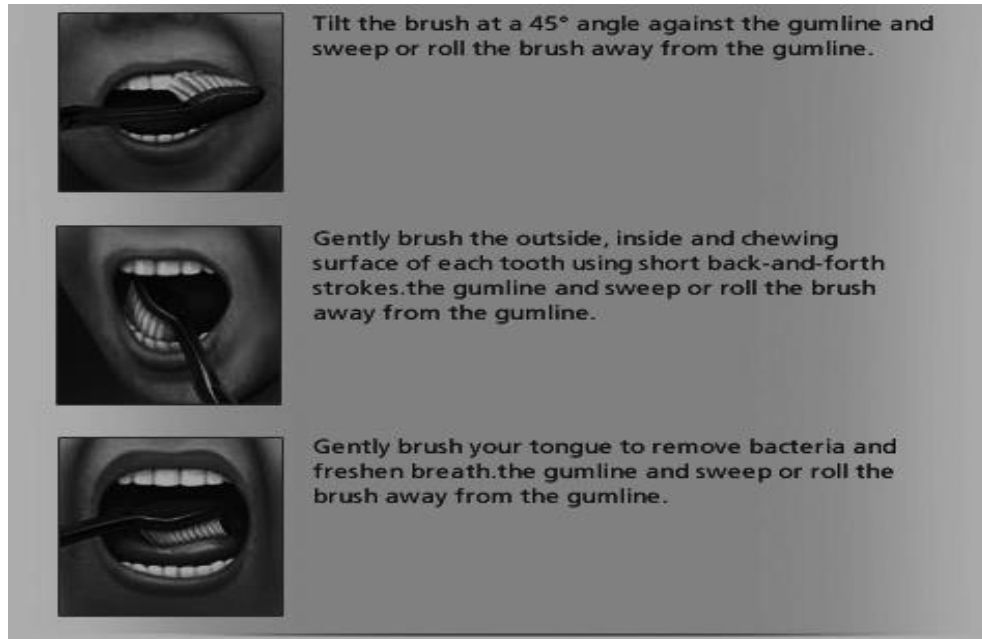 Tilt the brush at a 45° angle against the gumline and
sweep or roll the brush away from the gumline.
Gently brush the outside, inside and chewing
surface of each tooth using short back-and-forth
strokes.the gumline and sweep or roll the brush
away from the gumline.
Gently brush your tongue to remove bacteria and
freshen breath.the gumline and sweep or roll the
brush away from the gumline.